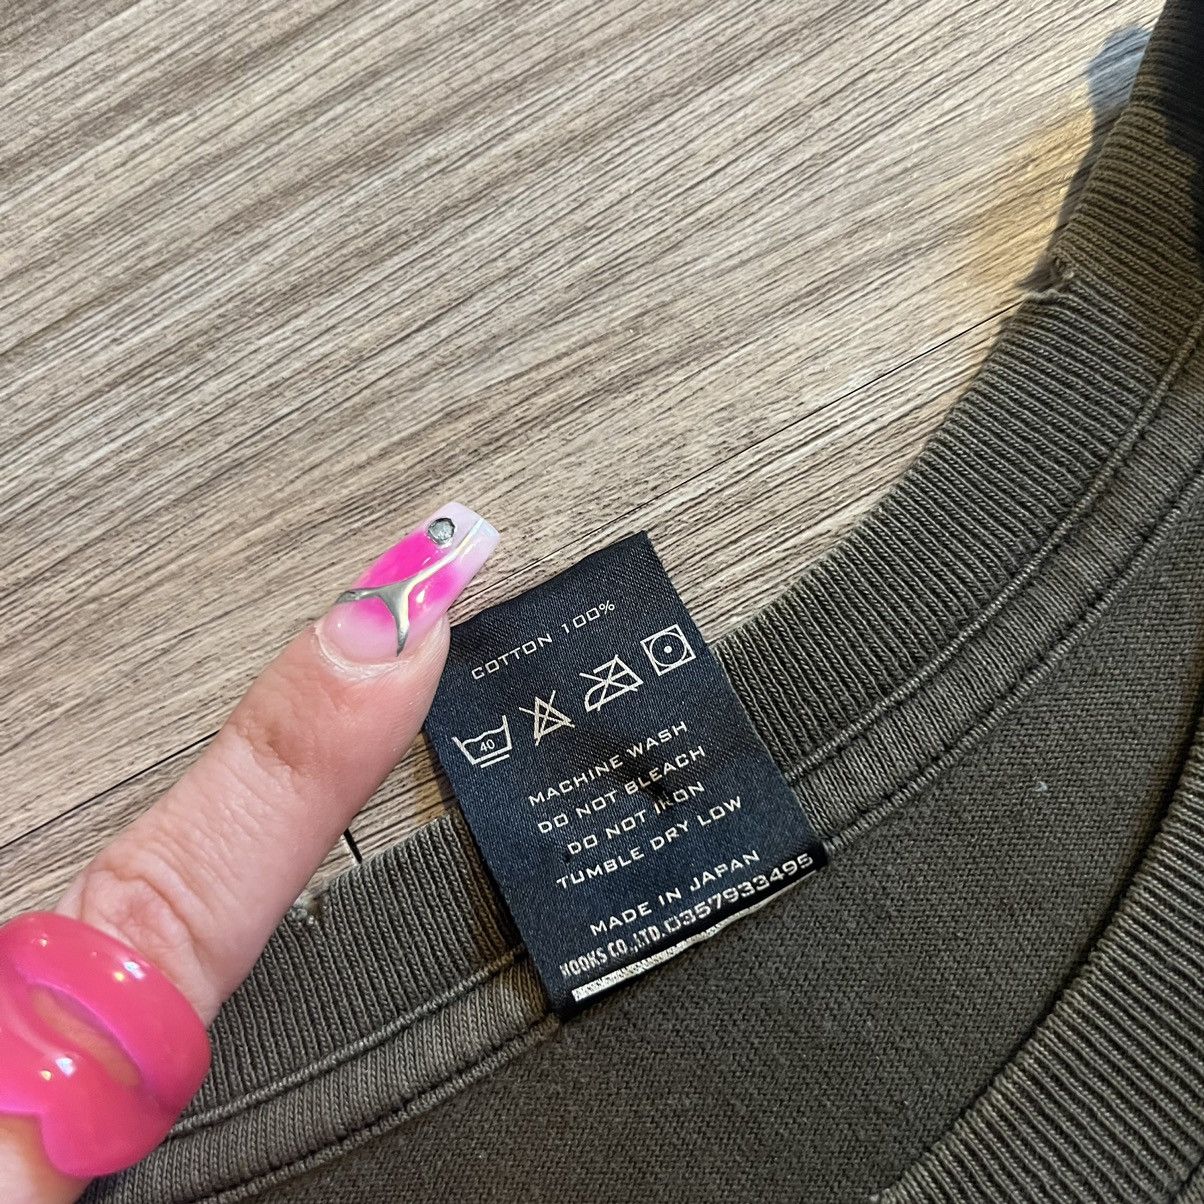 COTTON 100%
40
MACHINE WASH
DO NOT BLEACH
DO NOT IRON
TUMBLE DRY LOW
MADE IN JAPAN
HOOKS CO.,LTD. 0357933495